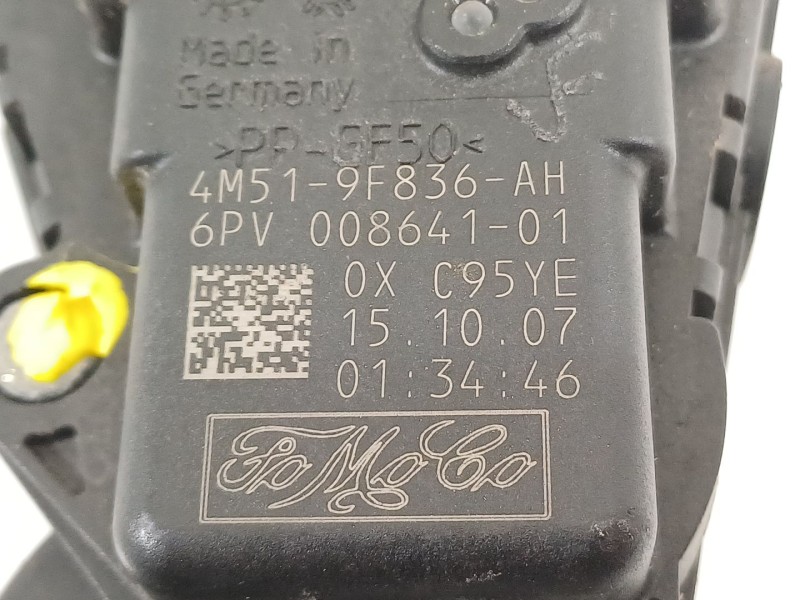 Made in
Germany
>PP-GF50<
4M51-9F836-AH
6PV 008641-01
0X C95YE
15.10.07
01:34:46
FoMoCo